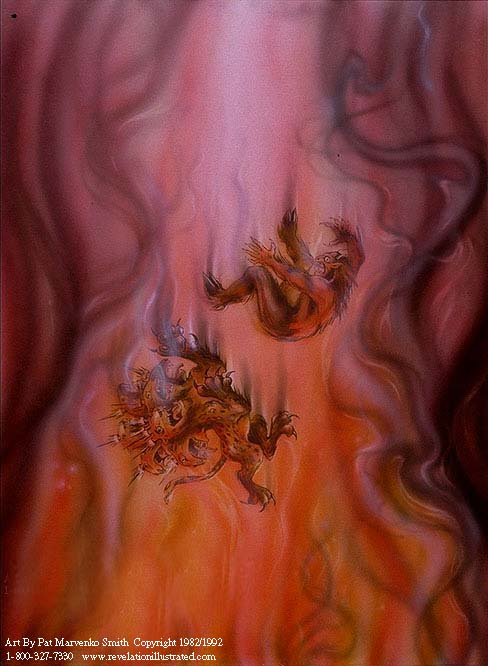 Art By Pat Marvenko Smith Copyright 1982/1992
1-800-327-7330 www.revelationillustrated.com